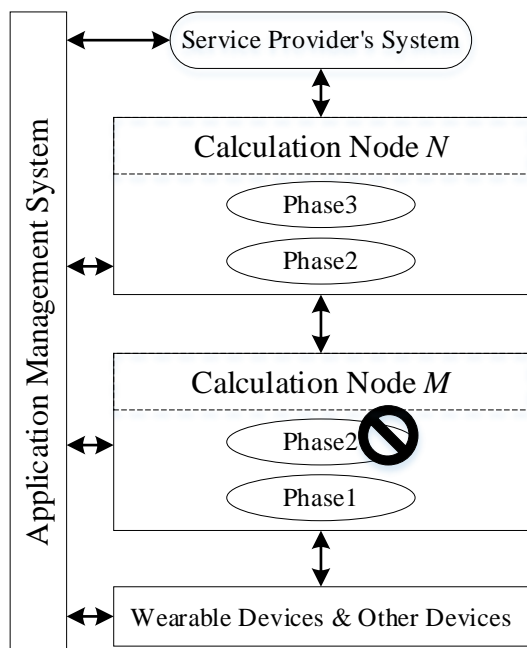 Application Management System
Service Provider's System
Calculation Node N
Phase3
Phase2
Calculation Node M
Phase2
Phase1
Wearable Devices & Other Devices